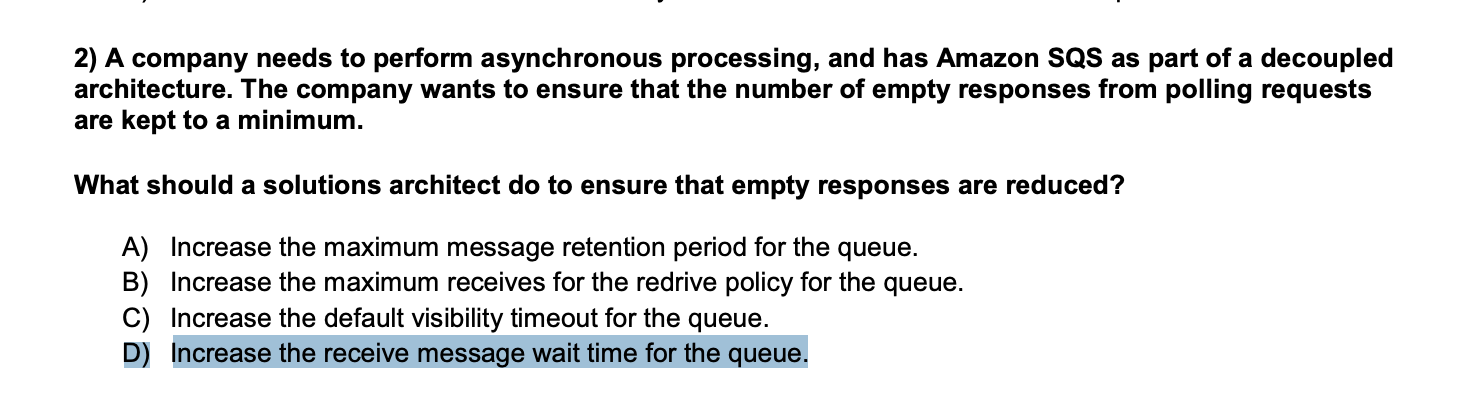 2) A company needs to perform asynchronous processing, and has Amazon SQS as part of a decoupled
architecture. The company wants to ensure that the number of empty responses from polling requests
are kept to a minimum.
What should a solutions architect do to ensure that empty responses are reduced?
A) Increase the maximum message retention period for the queue.
B) Increase the maximum receives for the redrive policy for the queue.
C) Increase the default visibility timeout for the queue.
D) Increase the receive message wait time for the queue.